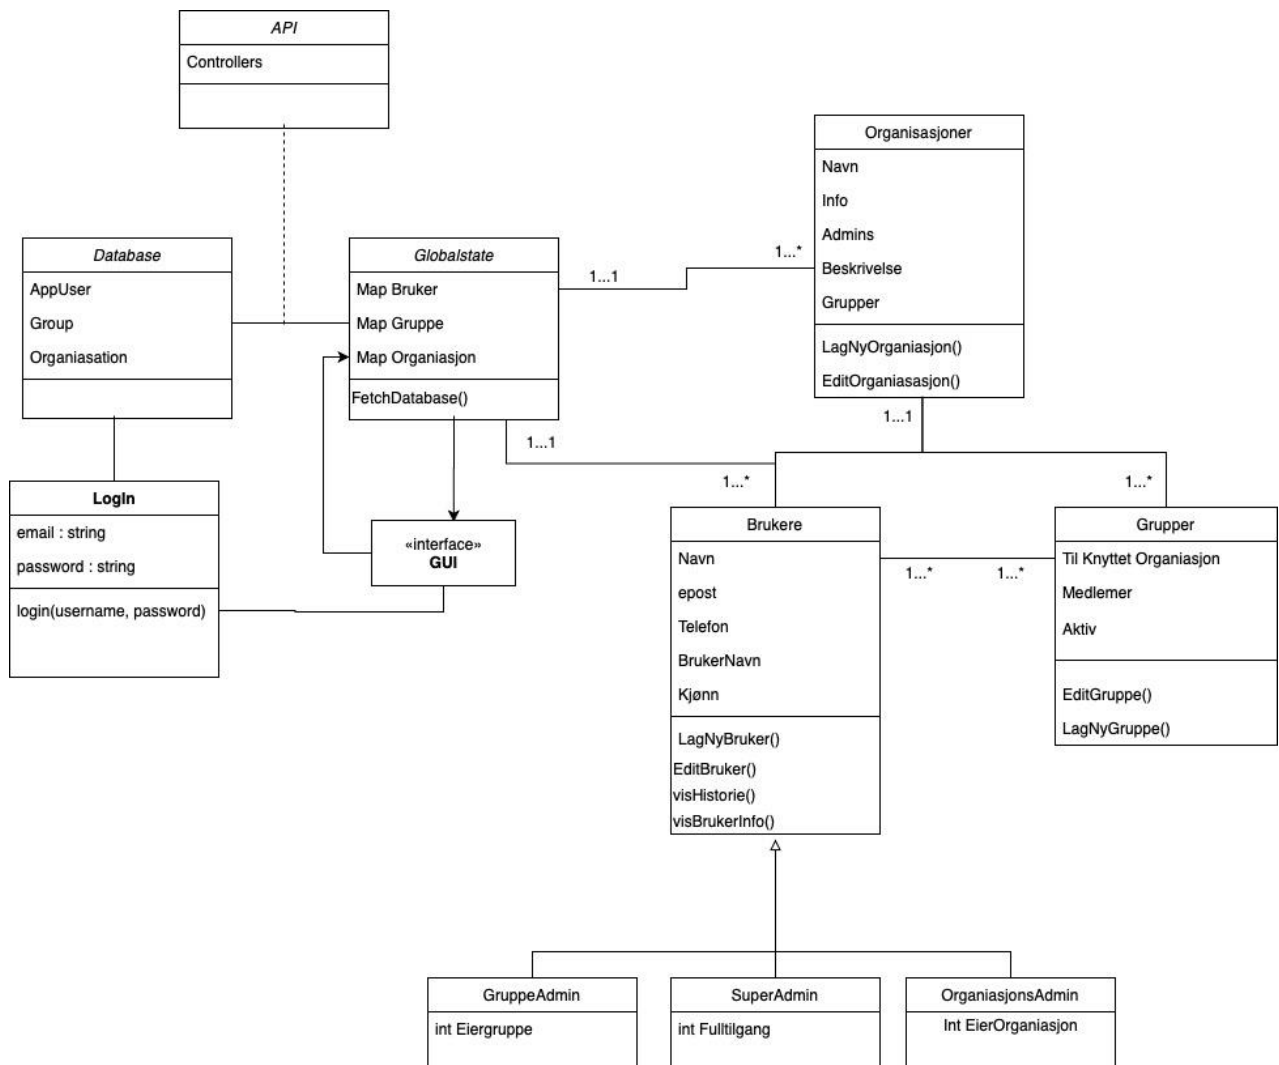 API
Controllers
Organisasjoner
Navn
Info
Admins
Beskrivelse
Grupper
LagNyOrganiasjon()
EditOrganiasasjon()
Database
AppUser
Group
Organiasation
Globalstate
Map Bruker
Map Gruppe
Map Organiasjon
FetchDatabase()
1...1
1...*
1...1
1...*
1...1
1...*
LogIn
email : string
password : string
login(username, password)
«interface»
GUI
Brukere
Navn
epost
Telefon
BrukerNavn
Kjønn
LagNyBruker()
EditBruker()
visHistorie()
visBrukerInfo()
1...*
1...*
Grupper
Til Knyttet Organiasjon
Medlemer
Aktiv
EditGruppe()
LagNyGruppe()
GruppeAdmin
int Eiergruppe
SuperAdmin
int Fulltilgang
OrganiasjonsAdmin
Int EierOrganiasjon